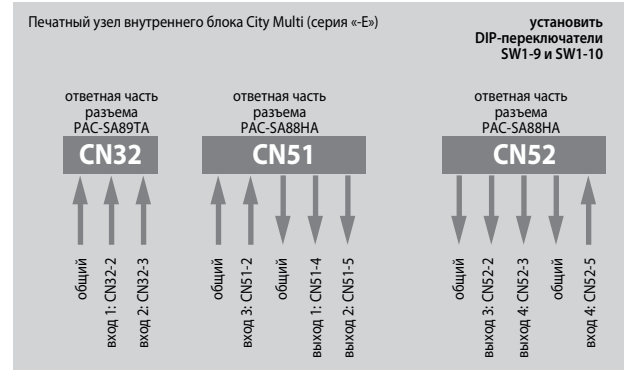 Печатный узел внутреннего блока City Multi (серия «-E»)
установить
DIP-переключатели
SW1-9 и SW1-10
ответная часть
разъема
PAC-SA89TA
CN32
общий
вход 1: CN32-2
вход 2: CN32-3
ответная часть
разъема
PAC-SA88HA
CN51
общий
вход 3: CN51-2
общий
выход 1: CN51-4
выход 2: CN51-5
ответная часть
разъема
PAC-SA88HA
CN52
общий
выход 3: CN52-2
выход 4: CN52-3
общий
вход 4: CN52-5